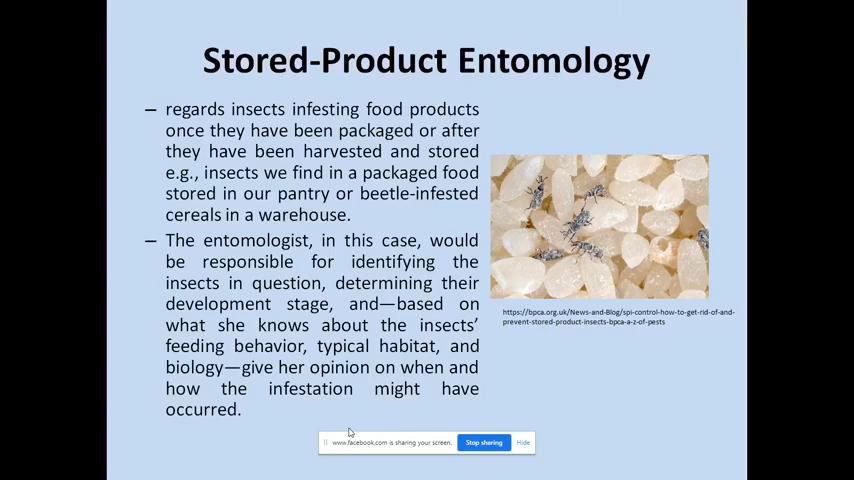 Stored-Product Entomology
– regards insects infesting food products
once they have been packaged or after
they have been harvested and stored
e.g., insects we find in a packaged food
stored in our pantry or beetle-infested
cereals in a warehouse.
– The entomologist, in this case, would
be responsible for identifying the
insects in question, determining their
development stage, and—based on
what she knows about the insects’
feeding behavior, typical habitat, and
biology—give her opinion on when and
how the infestation might have
occurred.
https://bpca.org.uk/News-and-Blog/spi-control-how-to-get-rid-of-and-
prevent-stored-product-insects-bpca-a-z-of-pests
www.facebook.com is sharing your screen. Stop sharing Hide